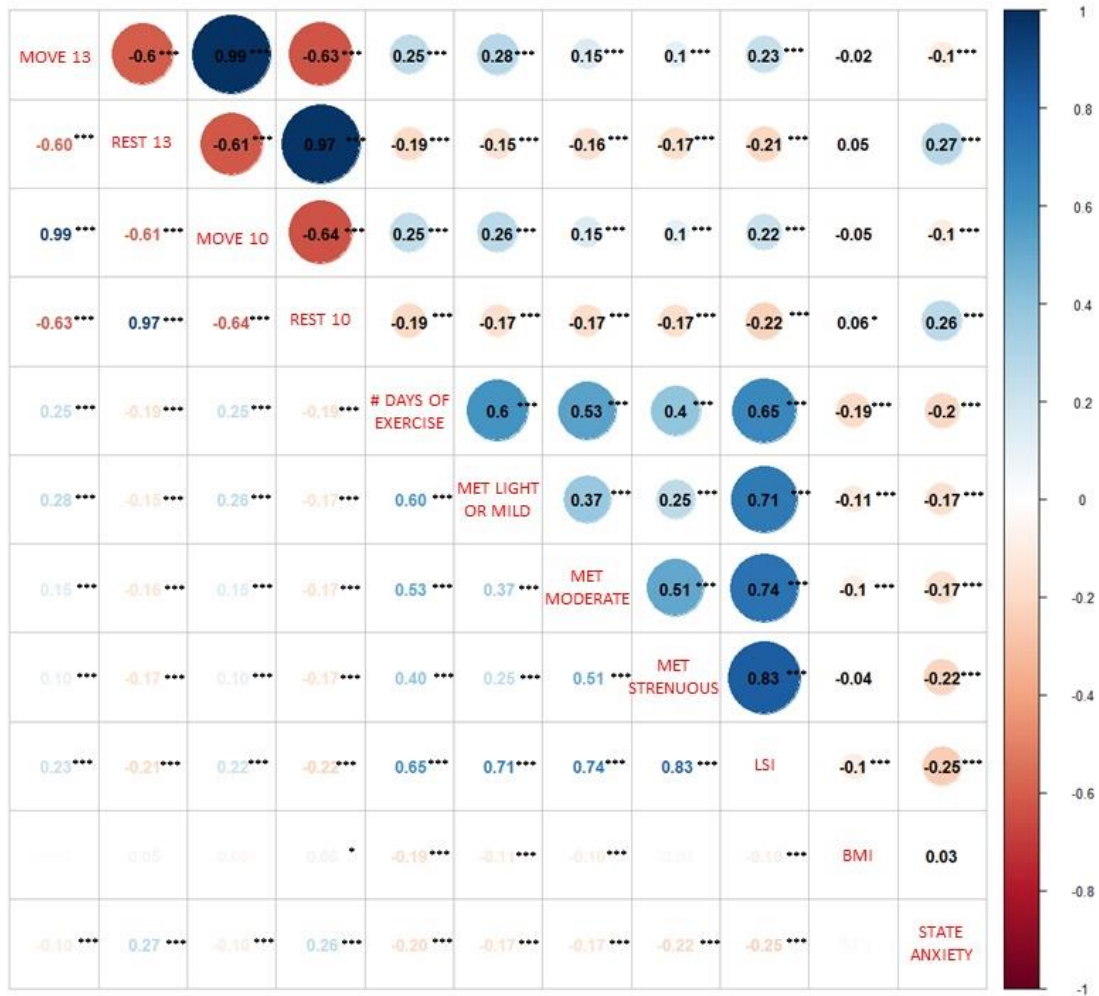 MOVE 13 -0.6 *** 0.99 *** -0.63 *** 0.25 *** 0.28 *** 0.15 *** 0.1 *** 0.23 *** -0.02 -0.1 ***
-0.60 *** REST 13 -0.61 *** 0.97 *** -0.19 *** -0.15 *** -0.16 *** -0.17 *** -0.21 *** 0.05 0.27 ***
0.99 *** -0.61 *** MOVE 10 -0.64 *** 0.25 *** 0.26 *** 0.15 *** 0.1 *** 0.22 *** -0.05 -0.1 ***
-0.63 *** 0.97 *** -0.64 *** REST 10 -0.19 *** -0.17 *** -0.17 *** -0.17 *** -0.22 *** 0.06 * 0.26 ***
0.25 *** -0.19 *** 0.25 *** -0.19 *** # DAYS OF
EXERCISE 0.6 *** 0.53 *** 0.4 *** 0.65 *** -0.19 *** -0.2 ***
0.28 *** -0.15 *** 0.26 *** -0.17 *** 0.60 *** MET LIGHT
OR MILD 0.37 *** 0.25 *** 0.71 *** -0.11 *** -0.17 ***
0.15 *** -0.16 *** 0.15 *** -0.17 *** 0.53 *** 0.37 *** MET
MODERATE 0.51 *** 0.74 *** -0.1 *** -0.17 ***
0.10 *** -0.17 *** 0.10 *** -0.17 *** 0.40 *** 0.25 *** 0.51 *** MET
STRENUOUS 0.83 *** -0.04 -0.22 ***
0.23 *** -0.21 *** 0.22 *** -0.22 *** 0.65 *** 0.71 *** 0.74 *** 0.83 *** LSI -0.1 *** -0.25 ***
0.05 -0.05 0.06 * -0.19 *** -0.11 *** -0.10 *** -0.10 *** BMI 0.03
-0.10 *** 0.27 *** -0.10 *** 0.26 *** -0.20 *** -0.17 *** -0.17 *** -0.22 *** -0.25 *** STATE
ANXIETY
1
0.8
0.6
0.4
0.2
0
-0.2
-0.4
-0.6
-0.8
-1